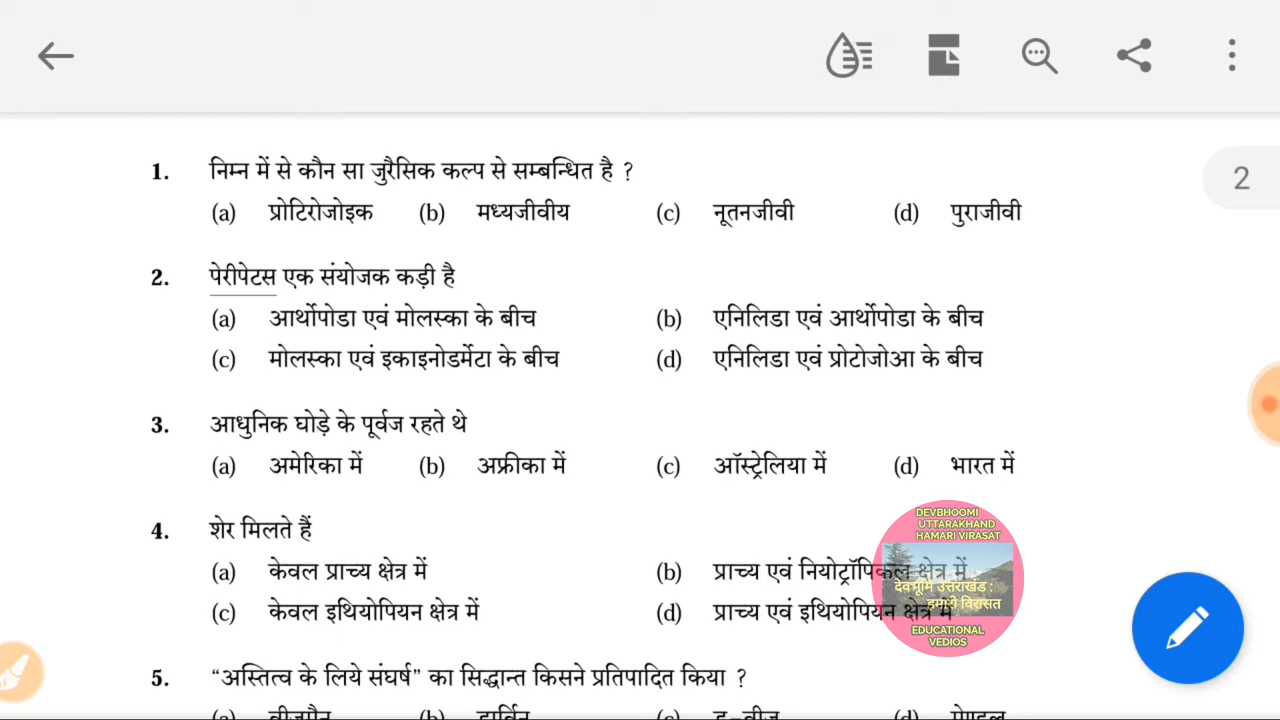 2
1. निम्न में से कौन सा जुरैसिक कल्प से सम्बन्धित है ?
(a) प्रोटिरोजोइक (b) मध्यजीवीय (c) नूतनजीवी (d) पुराजीवी
2. पेरीपेटस एक संयोजक कड़ी है
(a) आर्थोपोडा एवं मोलस्का के बीच (b) एनिलिडा एवं आर्थोपोडा के बीच
(c) मोलस्का एवं इकाइनोडर्मेटा के बीच (d) एनिलिडा एवं प्रोटोजोआ के बीच
3. आधुनिक घोड़े के पूर्वज रहते थे
(a) अमेरिका में (b) अफ्रीका में (c) ऑस्ट्रेलिया में (d) भारत में
4. शेर मिलते हैं
(a) केवल प्राच्य क्षेत्र में (b) प्राच्य एवं नियोट्रॉपिकल क्षेत्र में
(c) केवल इथियोपियन क्षेत्र में (d) प्राच्य एवं इथियोपियन क्षेत्र में
DEVBHOOMI
UTTARAKHAND
HAMARI VIRASAT
देवभूमि उत्तराखंड :
हमारी विरासत
EDUCATIONAL
VEDIOS
5. “अस्तित्व के लिये संघर्ष” का सिद्धान्त किसने प्रतिपादित किया ?
(a) (b) (c) (d)